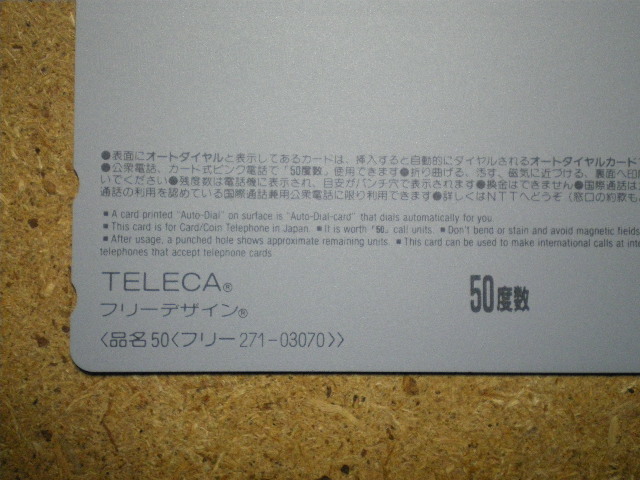 ●表面にオートダイヤルと表示してあるカードは、挿入すると自動的にダイヤルされるオートダイヤルカード
●公衆電話、カード式ピンク電話で「50度数」使用できます●折り曲げる、汚す、磁気に近づける、裏面へ印
いでください●残度数は電話機に表示され、目安がパンチ穴で表示されます●換金はできません●国際通話は
通話の利用を認めている国際通話兼用公衆電話に限り利用できます●詳しくはNTTへどうぞ（窓口の約款も
■ A card printed "Auto-Dial" on surface is "Auto-Dial-card" that dials automatically for you.
■ This card is for Card/Coin Telephone in Japan. ■ It is worth「50」call units. ■ Don't bend or stain and avoid magnetic fields
■ After usage, a punched hole shows approximate remaining units. ■ This card can be used to make international calls at
telephones that accept telephone cards.
TELECA®
フリーデザイン®
50度数
〈品名50〈フリー271-03070〉〉